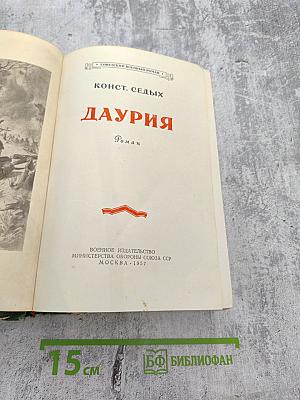 СОВЕТСКИЙ ВОЕННЫЙ РОМАН
КОНСТ. СЕДЫХ
ДАУРИЯ
Роман
ВОЕННОЕ ИЗДАТЕЛЬСТВО
МИНИСТЕРСТВА ОБОРОНЫ СОЮЗА ССР
МОСКВА • 1957
15 см
БФ БИБЛИОФАН